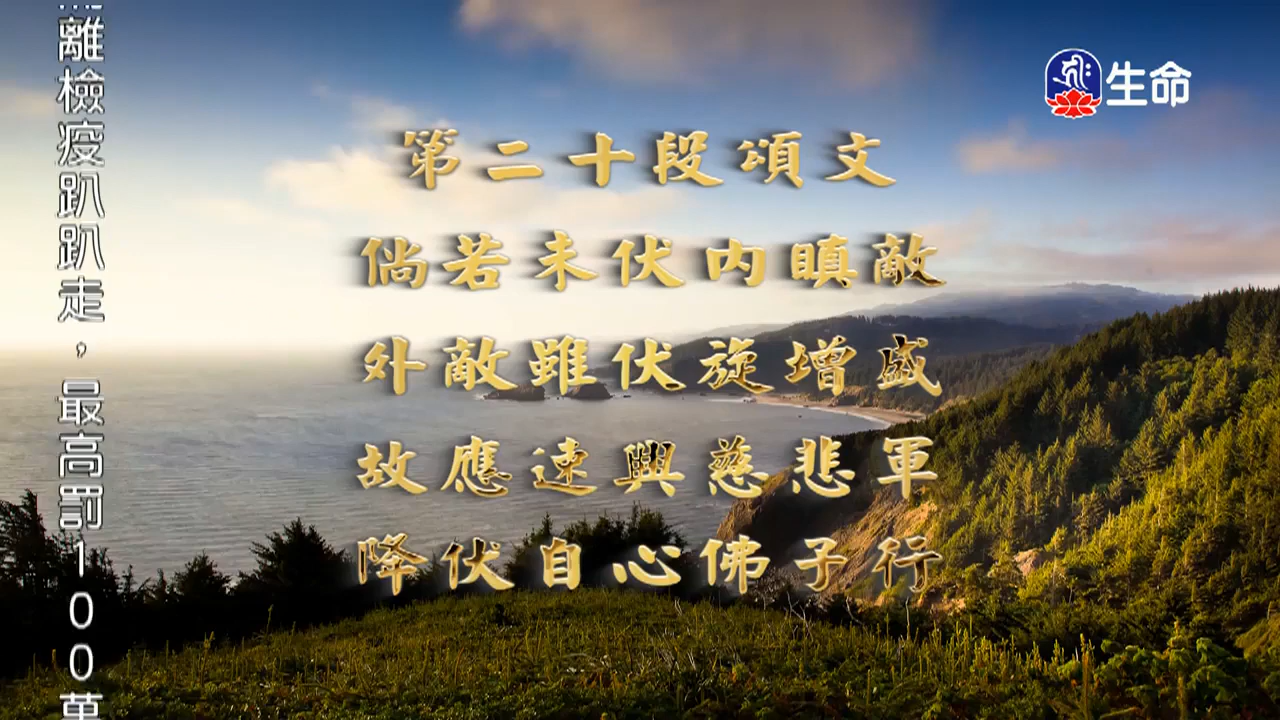 離檢疫趴趴走，最高罰100萬
生命
第二十段頌文
倘若未伏內瞋敵
外敵雖伏旋增盛
故應速興慈悲軍
降伏自心佛子行